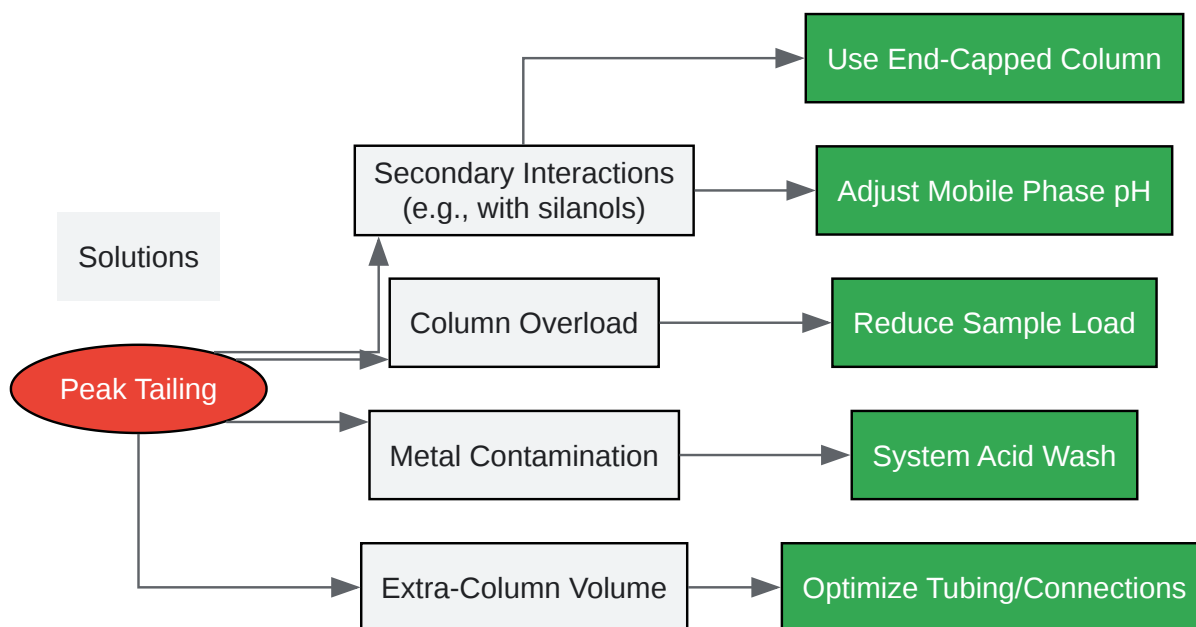 Use End-Capped Column
Secondary Interactions
(e.g., with silanols)
Adjust Mobile Phase pH
Solutions
Column Overload
Reduce Sample Load
Peak Tailing
Metal Contamination
System Acid Wash
Extra-Column Volume
Optimize Tubing/Connections